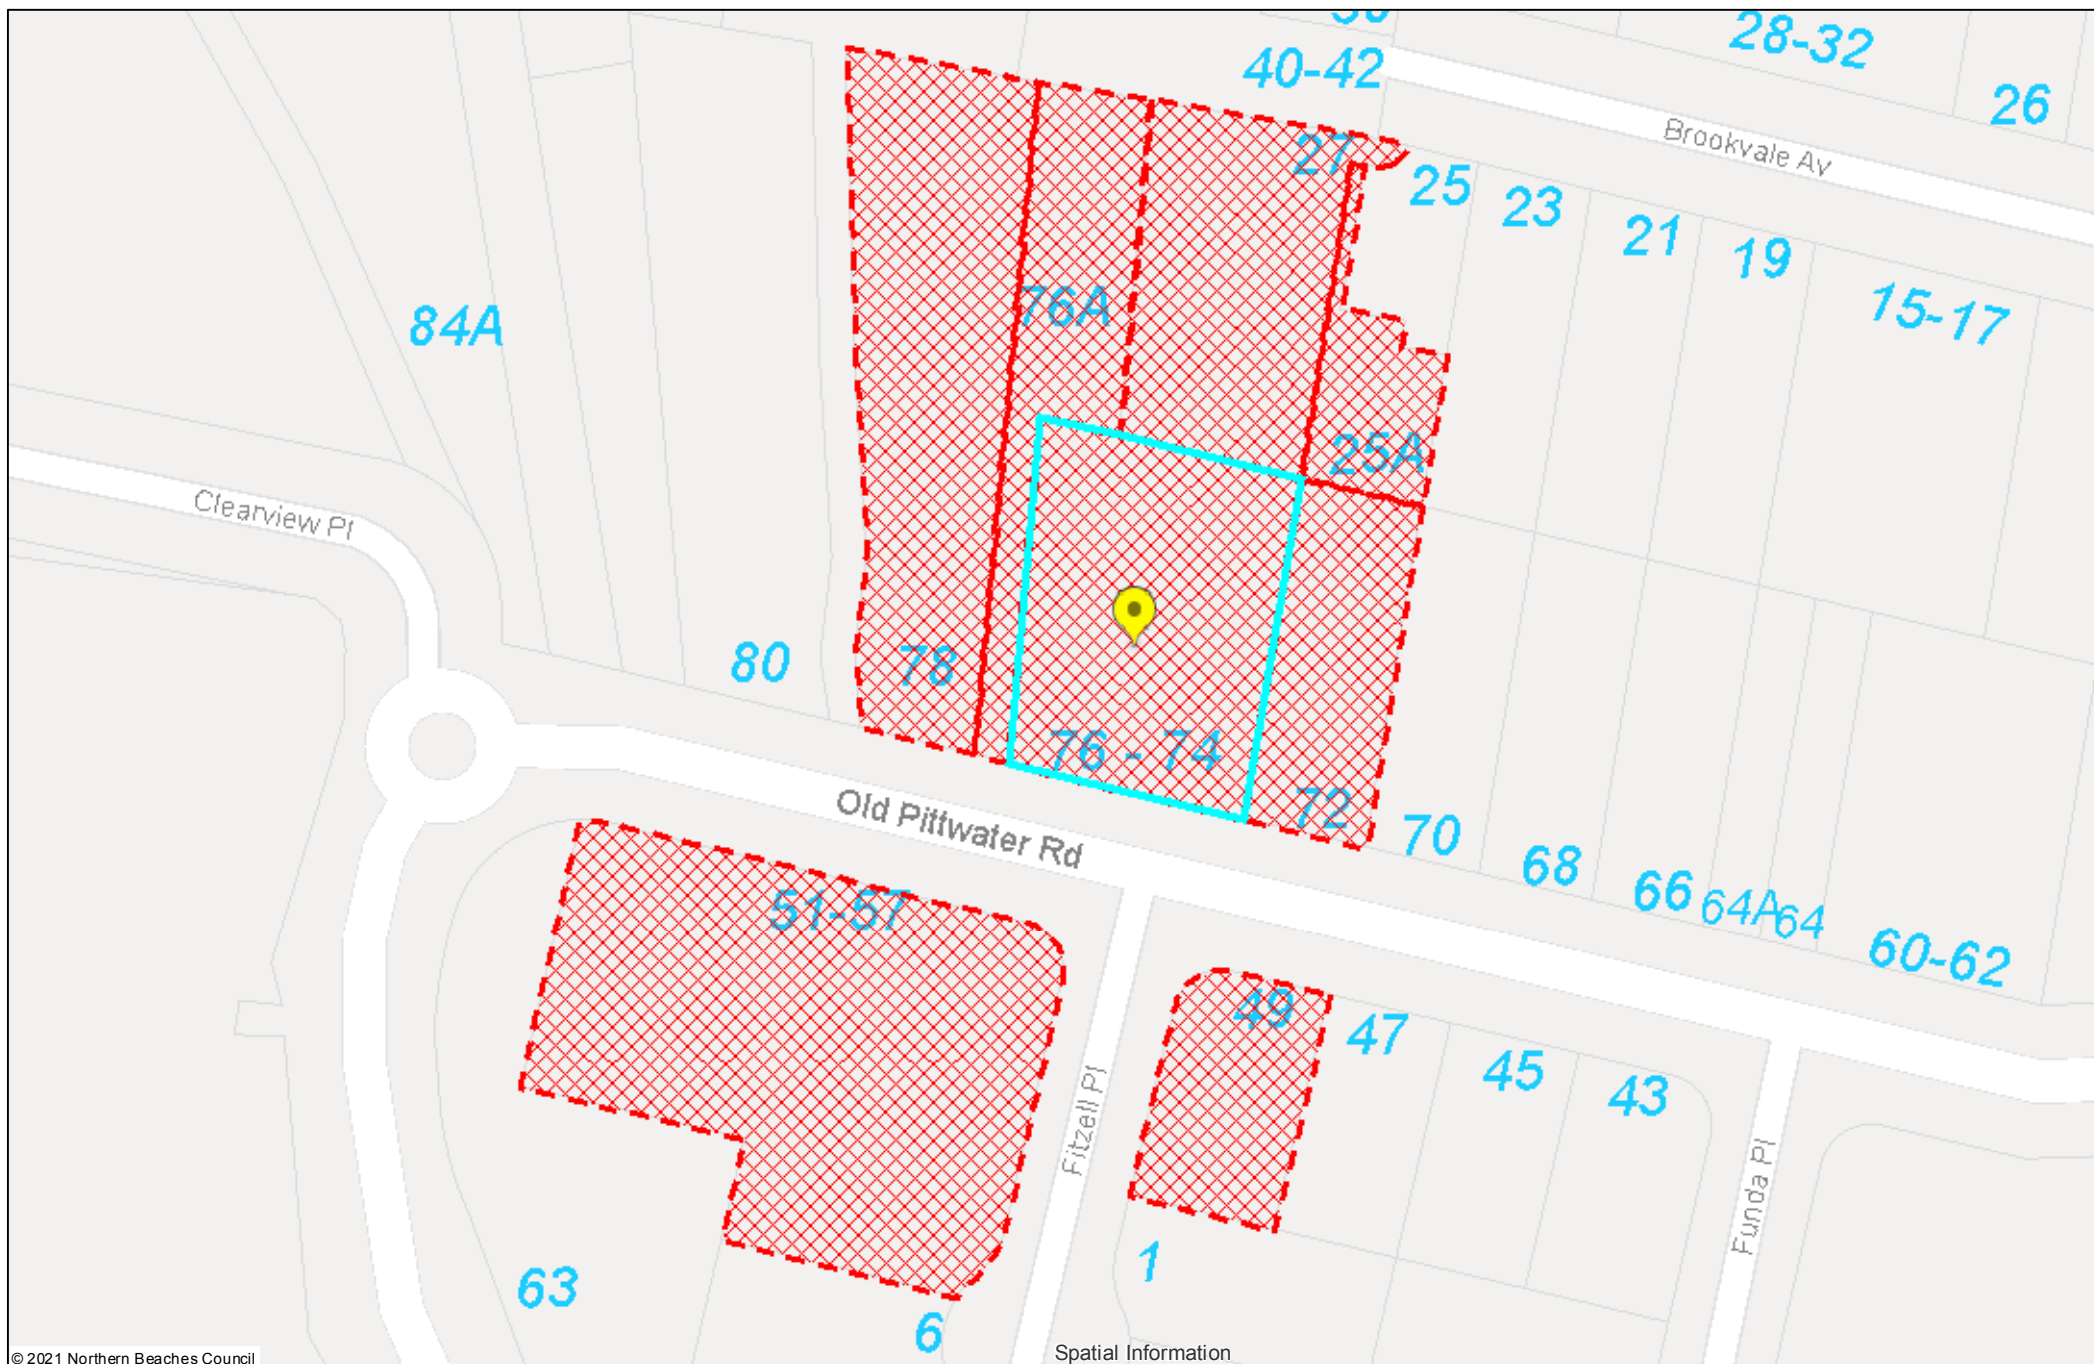 28-32
40-42
26
Brookvale Av
27
25
23
21
19
15-17
76A
84A
25A
Clearview Pl
80
78
76 - 74
72
70
68
66
64A
64
60-62
Old Pittwater Rd
51-57
49
47
45
43
Fitzell Pl
Funda Pl
1
63
6
Spatial Information
© 2021 Northern Beaches Council